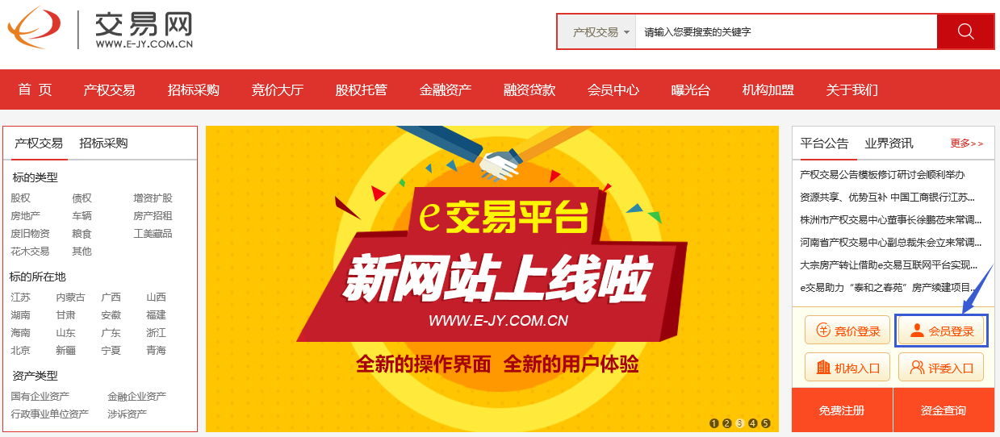 交易网
WWW.E-JY.COM.CN
产权交易 请输入您要搜索的关键字
首 页 产权交易 招标采购 竞价大厅 股权托管 金融资产 融资贷款 会员中心 曝光台 机构加盟 关于我们
产权交易 招标采购
标的类型
股权 债权 增资扩股
房地产 车辆 房产招租
废旧物资 粮食 工美藏品
花木交易 其他
标的所在地
江苏 内蒙古 广西 山西
湖南 甘肃 安徽 福建
海南 山东 广东 浙江
北京 新疆 宁夏 青海
资产类型
国有企业资产 金融企业资产
行政事业单位资产 涉诉资产
e交易平台
新网站上线啦
WWW.E-JY.COM.CN
全新的操作界面 全新的用户体验
1 2 3 4 5
平台公告 业界资讯 更多>>
产权交易公告模板修订研讨会顺利举办
资源共享、优势互补 中国工商银行江苏...
株洲市产权交易中心董事长徐鹏莅来常调...
河南省产权交易中心副总裁朱会立来常调...
大宗房产转让借助e交易互联网平台实现...
e交易助力“泰和之春苑”房产续建项目...
竞价登录 会员登录
机构入口 评委入口
免费注册 资金查询